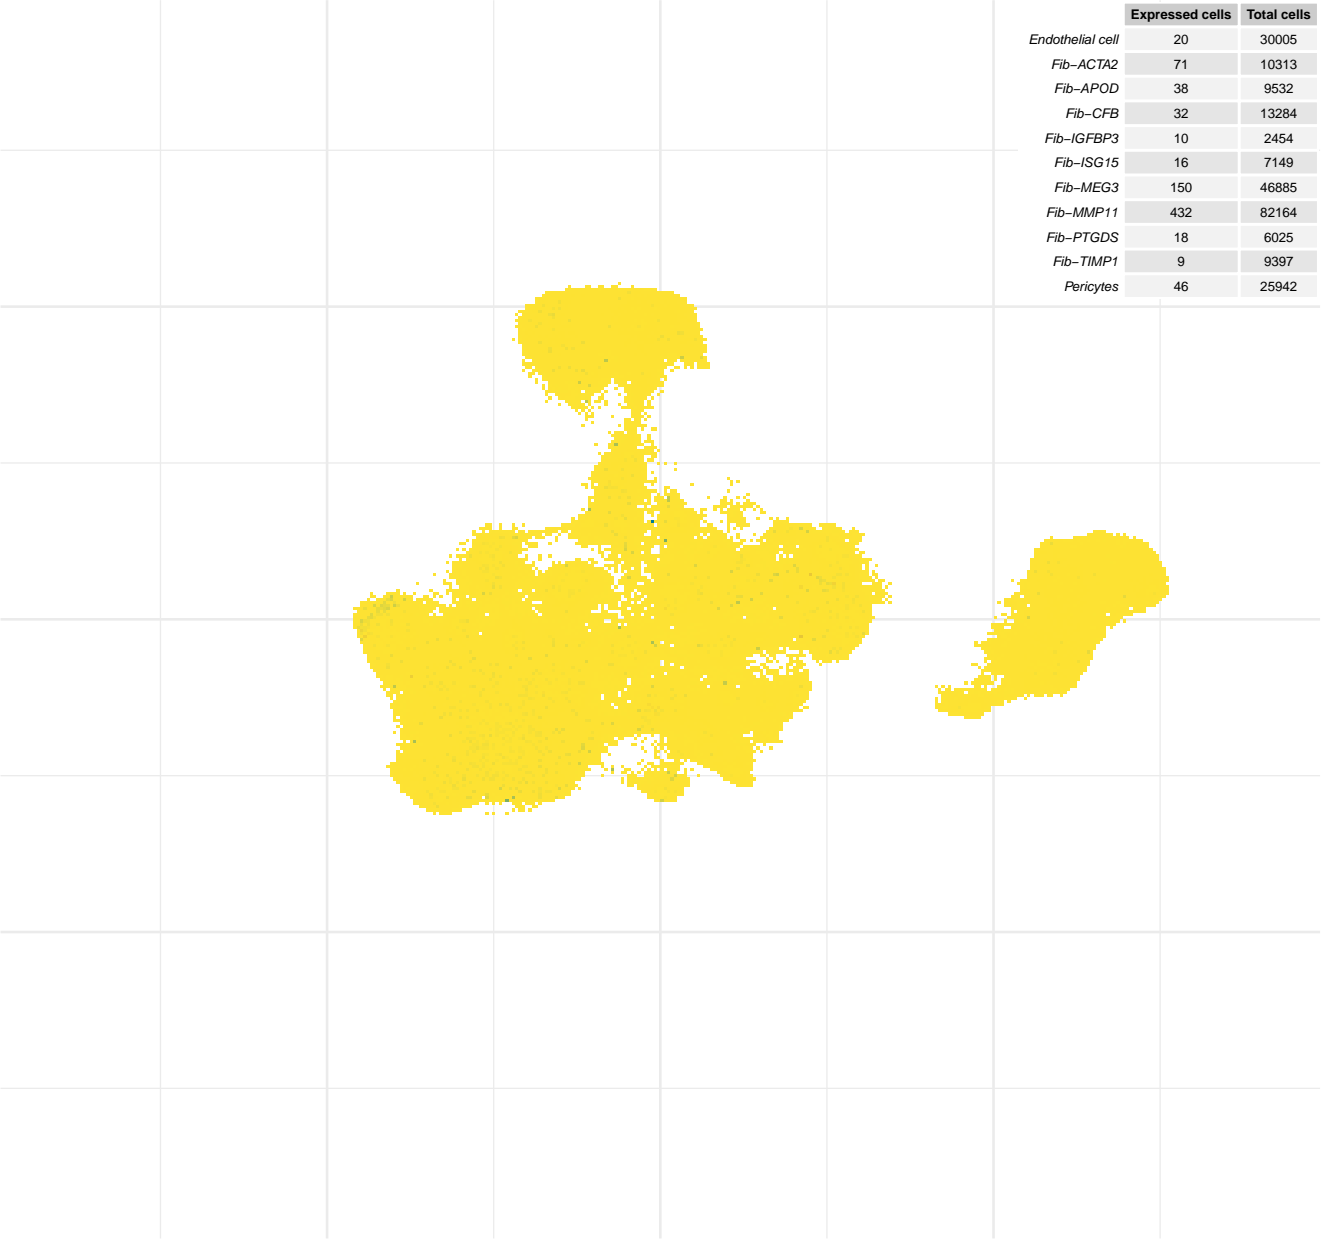 Expressed cells Total cells
Endothelial cell 20 30005
Fib−ACTA2 71 10313
Fib−APOD 38 9532
Fib−CFB 32 13284
Fib−IGFBP3 10 2454
Fib−ISG15 16 7149
Fib−MEG3 150 46885
Fib−MMP11 432 82164
Fib−PTGDS 18 6025
Fib−TIMP1 9 9397
Pericytes 46 25942